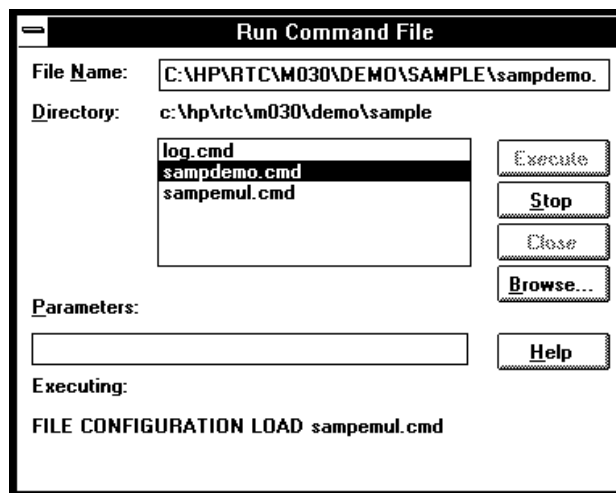 Run Command File
File Name: C:\HP\RTC\M030\DEMO\SAMPLE\sampdemo.
Directory: c:\hp\rtc\m030\demo\sample
log.cmd
sampdemo.cmd
sampemul.cmd
Execute
Stop
Close
Browse...
Parameters:
Help
Executing:
FILE CONFIGURATION LOAD sampemul.cmd